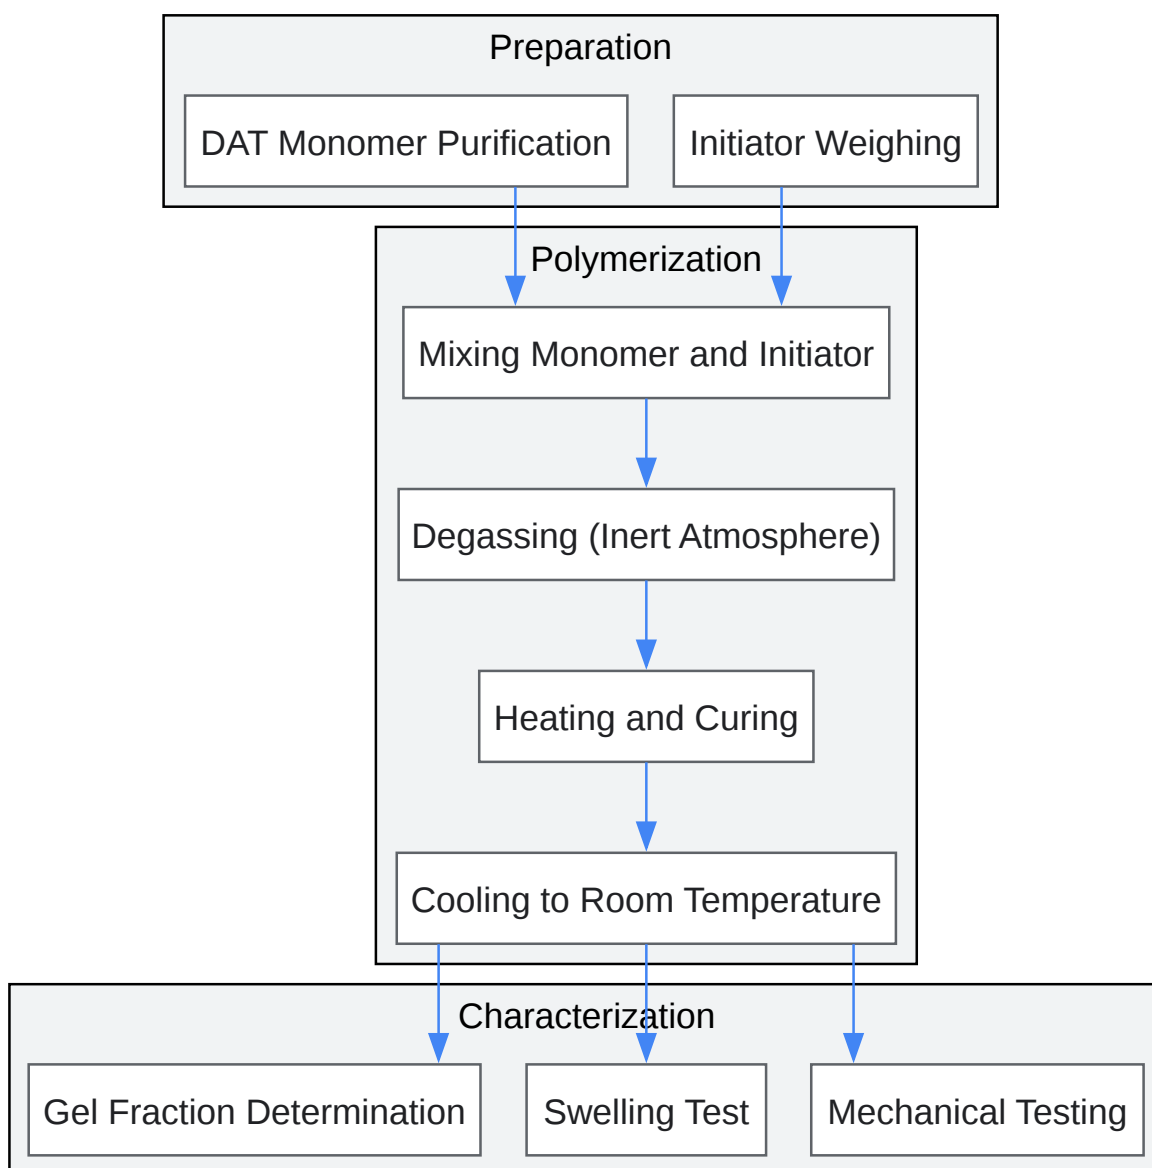 Preparation
DAT Monomer Purification
Initiator Weighing
Polymerization
Mixing Monomer and Initiator
Degassing (Inert Atmosphere)
Heating and Curing
Cooling to Room Temperature
Characterization
Gel Fraction Determination
Swelling Test
Mechanical Testing